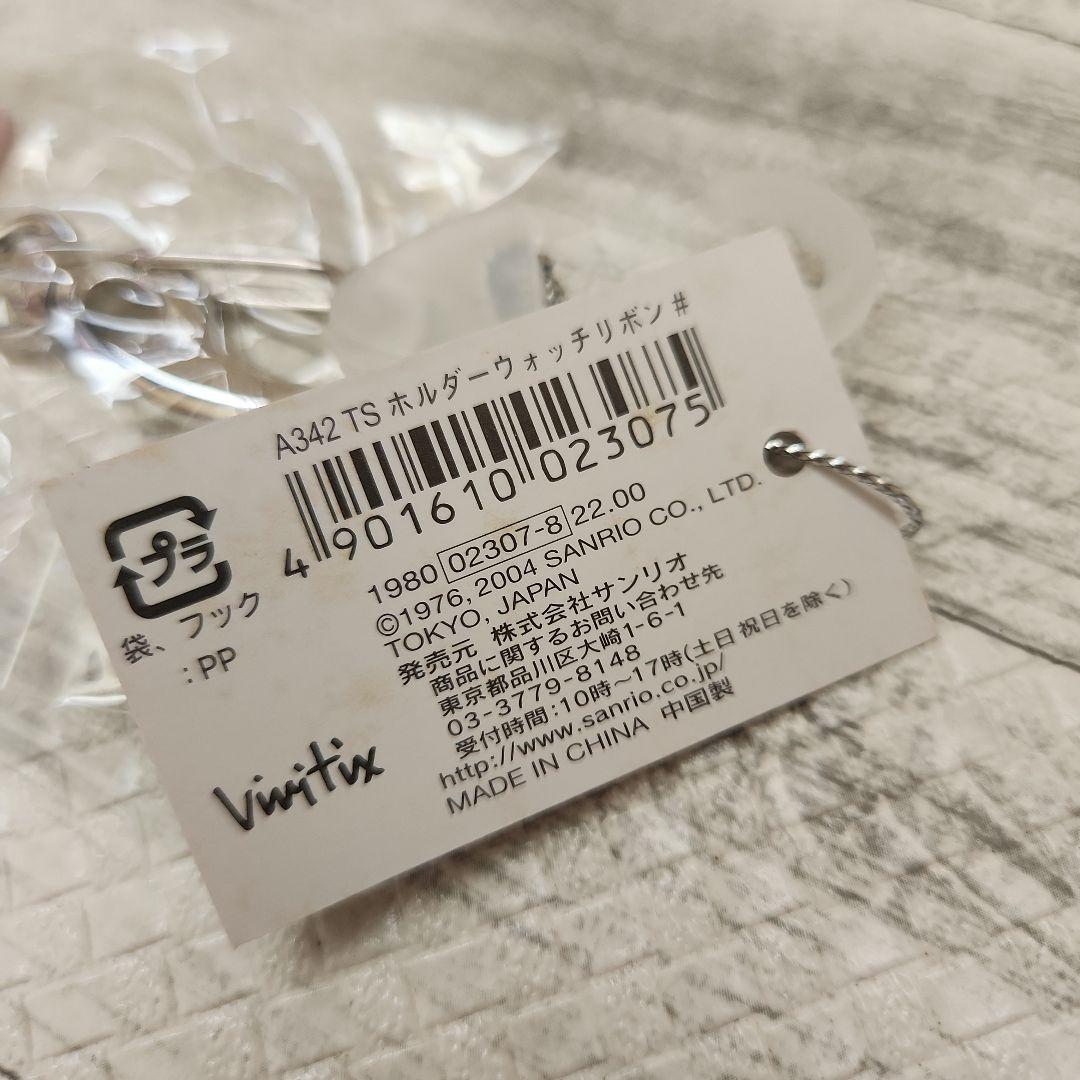 A342 TS ホルダーウォッチリボン #
4901610023075
1980 02307-8 22.00
©1976, 2004 SANRIO CO., LTD.
TOKYO, JAPAN
発売元 株式会社サンリオ
商品に関するお問い合わせ先
東京都品川区大崎1-6-1
03-3779-8148
受付時間:10時〜17時(土日祝日を除く)
http://www.sanrio.co.jp/
MADE IN CHINA 中国製
プラ
袋、フック
:PP
Vivitix